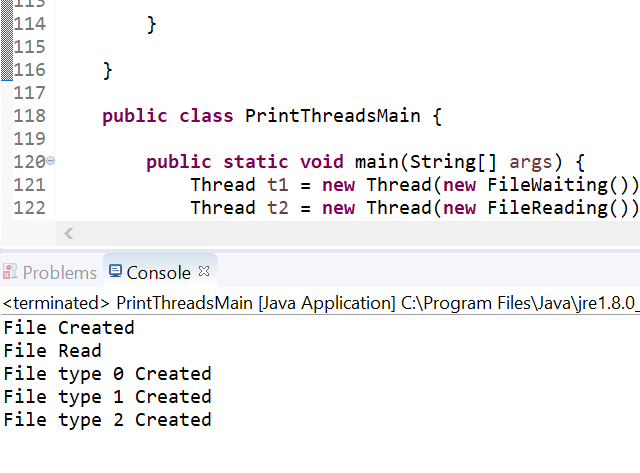 113
114 }
115
116 }
117
118 public class PrintThreadsMain {
119
120 public static void main(String[] args) {
121 Thread t1 = new Thread(new FileWaiting())
122 Thread t2 = new Thread(new FileReading())
Problems Console
<terminated> PrintThreadsMain [Java Application] C:\Program Files\Java\jre1.8.0_
File Created
File Read
File type 0 Created
File type 1 Created
File type 2 Created